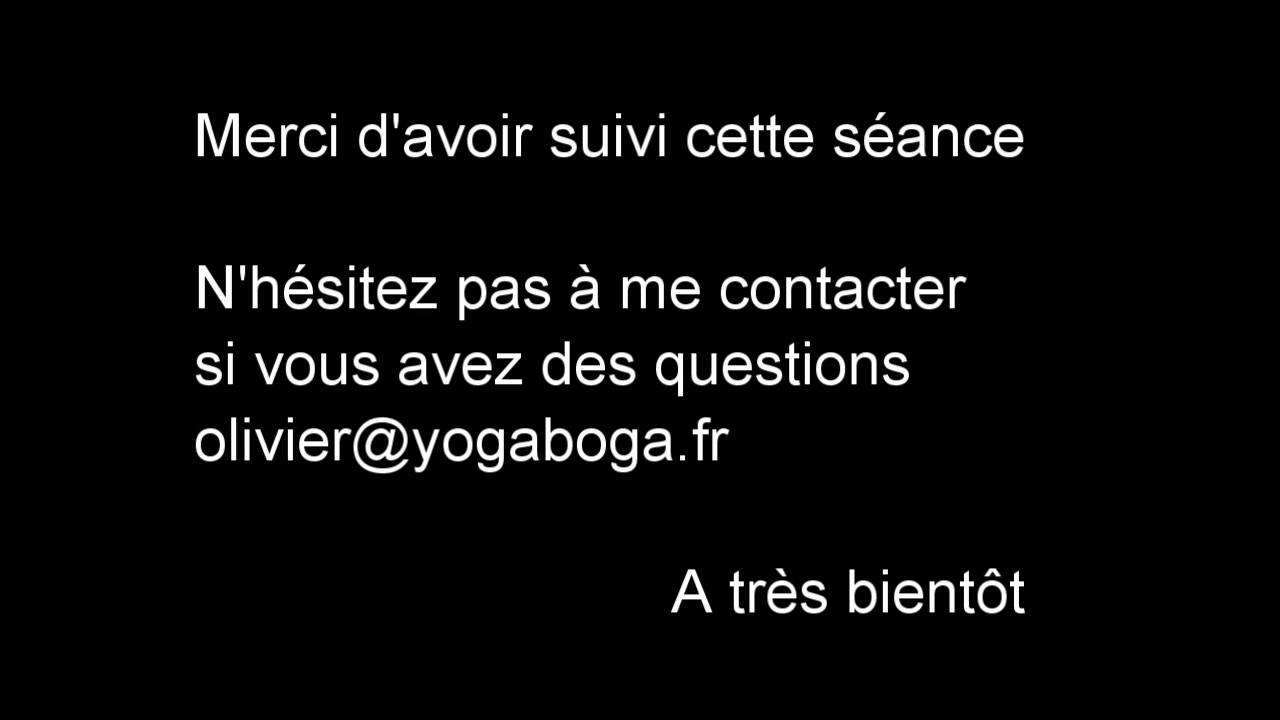 Merci d'avoir suivi cette séance
N'hésitez pas à me contacter
si vous avez des questions
olivier@yogaboga.fr
A très bientôt